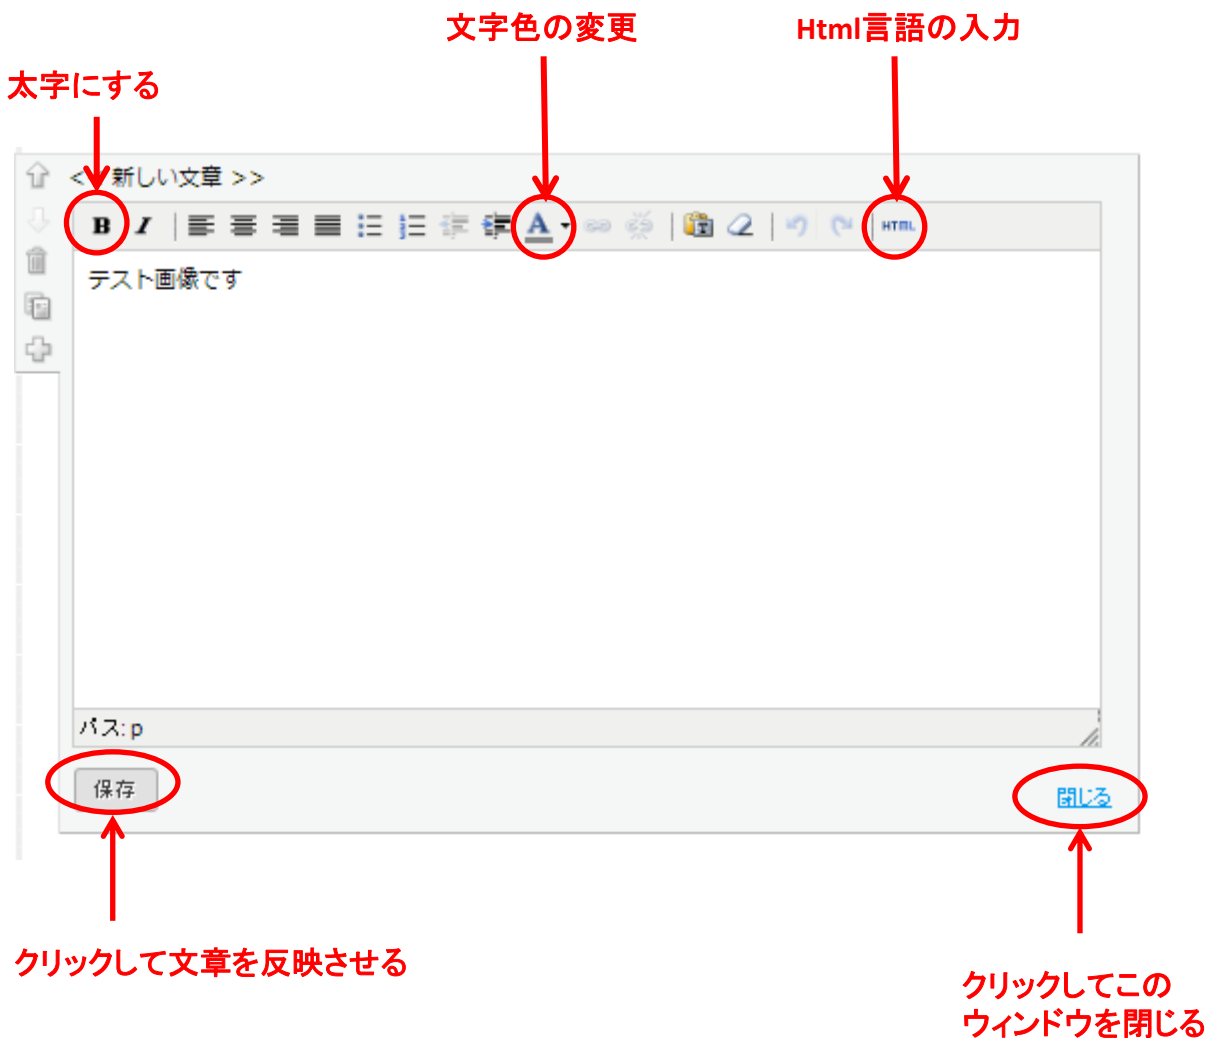 文字色の変更
Html言語の入力
太字にする
<< 新しい文章 >>
B I A HTML
テスト画像です
パス: p
保存
閉じる
クリックして文章を反映させる
クリックしてこの
ウィンドウを閉じる